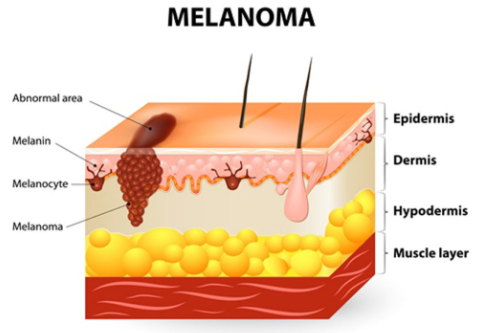 MELANOMA
Abnormal area
Melanin
Melanocyte
Melanoma
Epidermis
Dermis
Hypodermis
Muscle layer